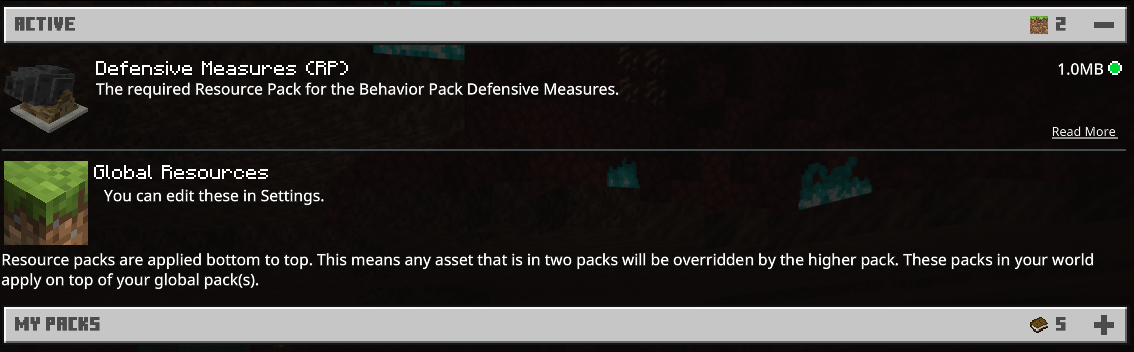 ACTIVE
2
Defensive Measures (RP)
1.0MB
The required Resource Pack for the Behavior Pack Defensive Measures.
Read More
Global Resources
You can edit these in Settings.
Resource packs are applied bottom to top. This means any asset that is in two packs will be overridden by the higher pack. These packs in your world
apply on top of your global pack(s).
MY PACKS
5